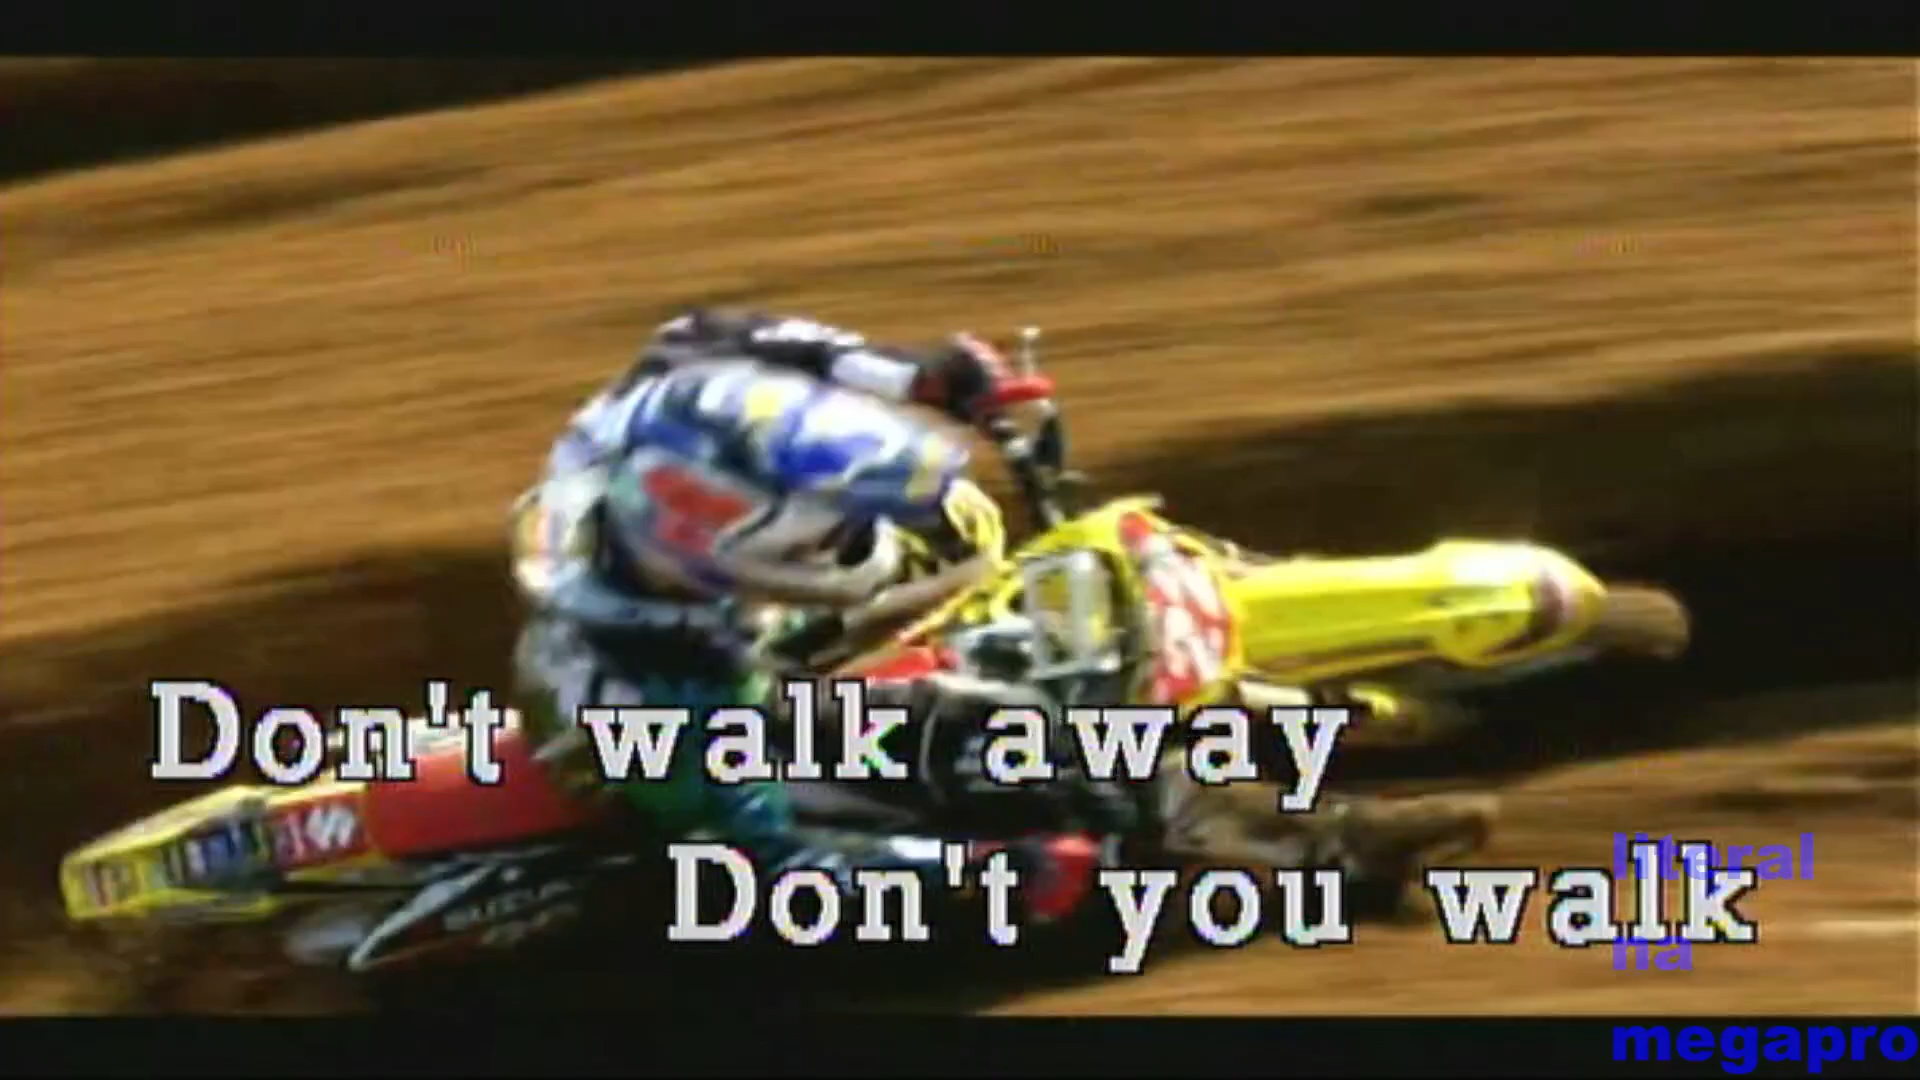 Don't walk away
Don't you walk
literal
na
megapro